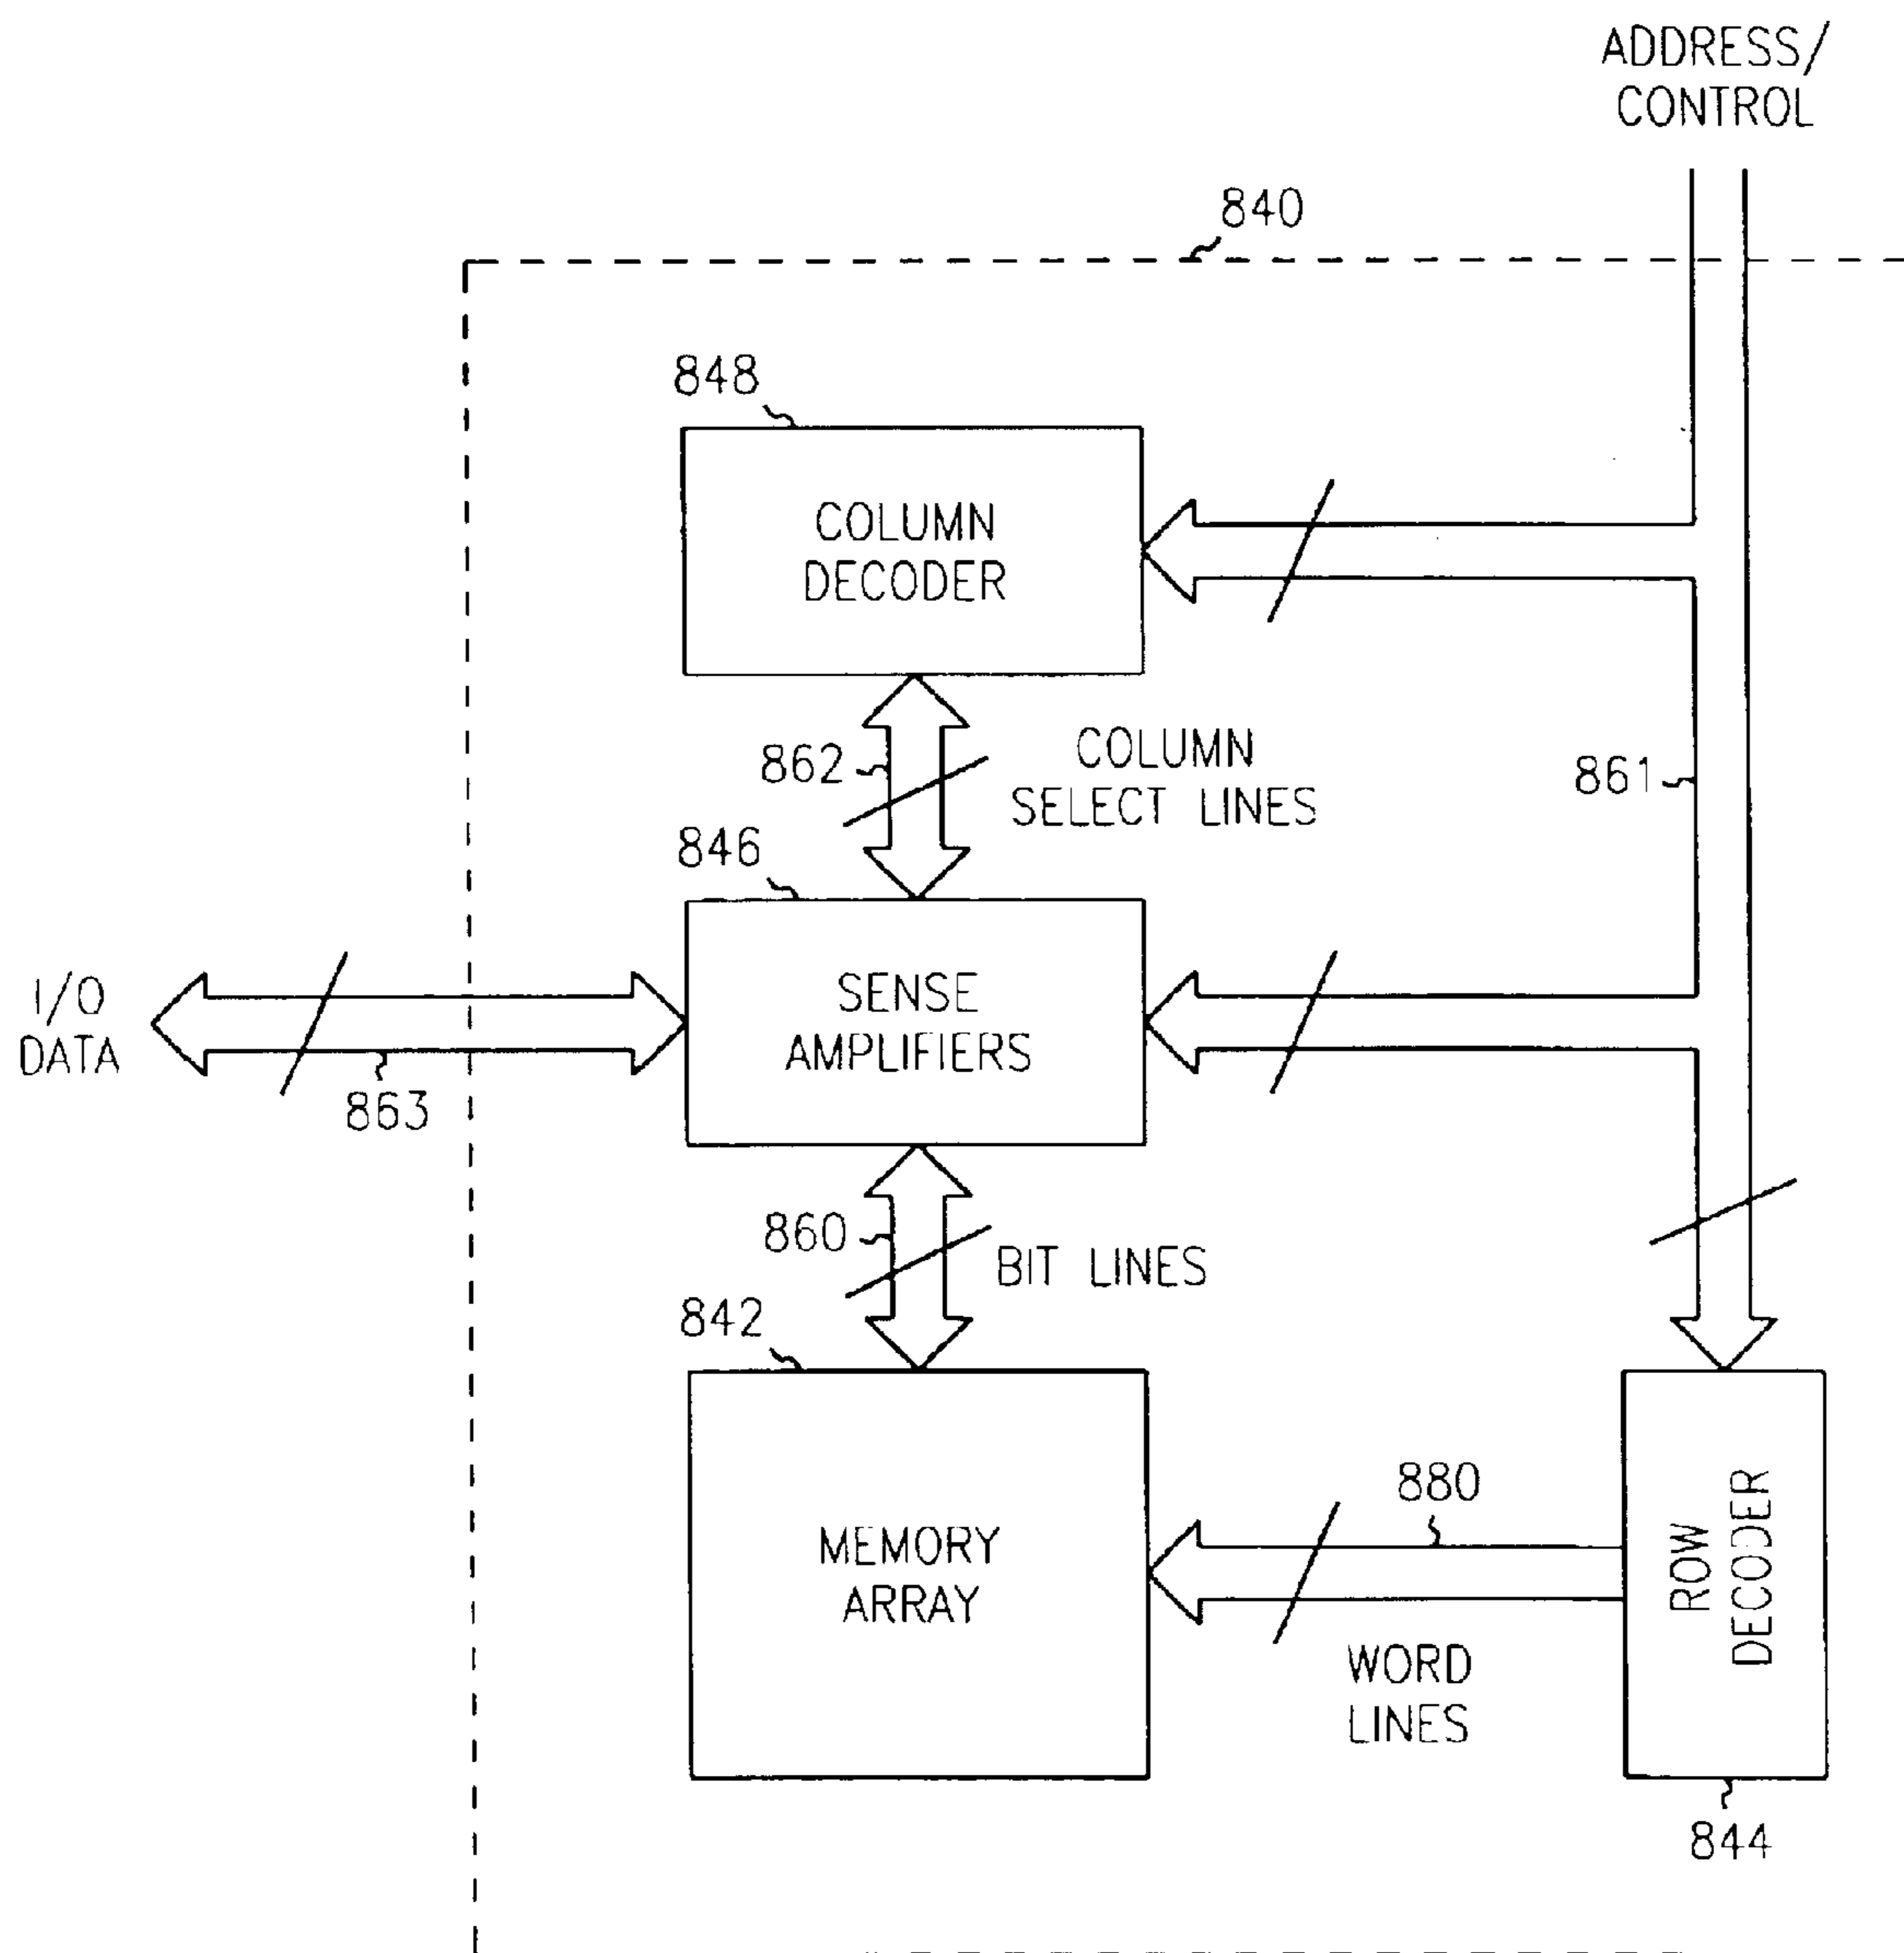 ADDRESS/
CONTROL
840
848
COLUMN
DECODER
862
COLUMN
SELECT LINES
861
846
I/O
DATA
SENSE
AMPLIFIERS
863
860
BIT LINES
842
880
MEMORY
ARRAY
ROW
DECODER
WORD
LINES
844